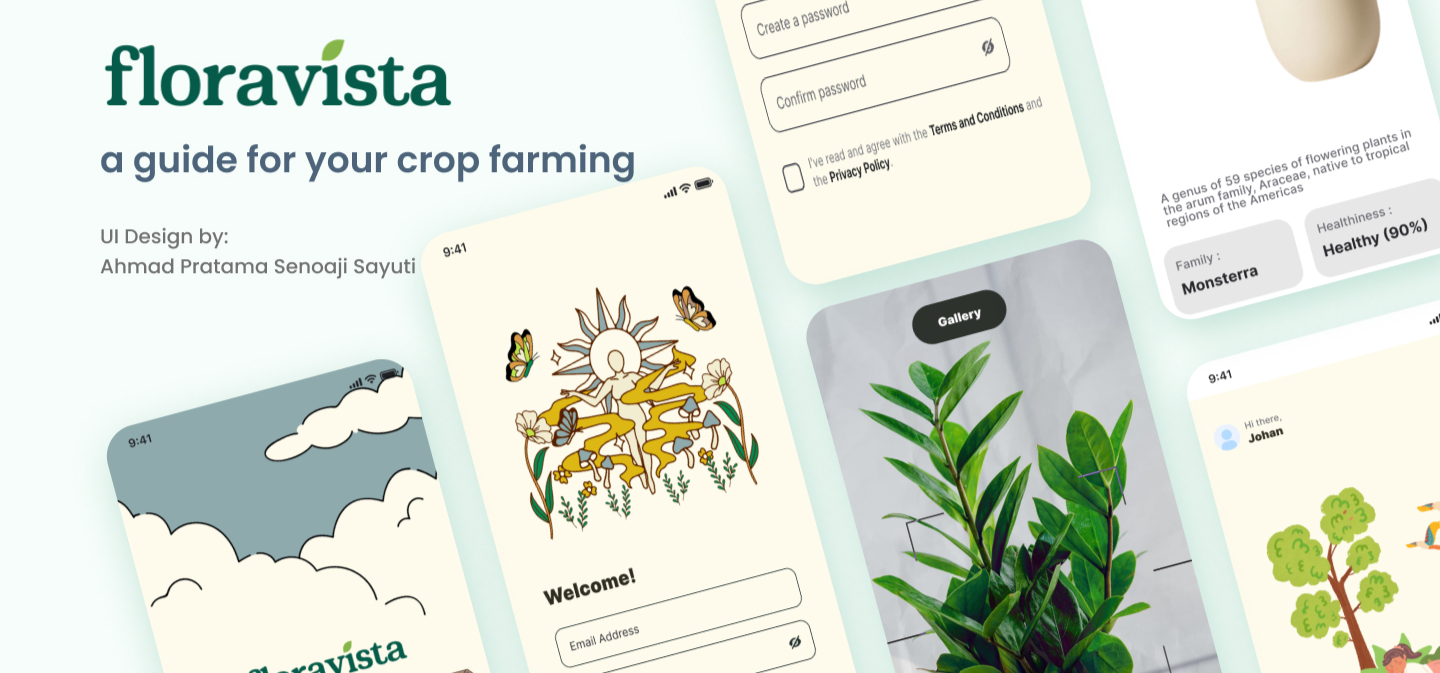 floravista
a guide for your crop farming
UI Design by:
Ahmad Pratama Senoaji Sayuti
9:41
floravista
9:41
Welcome!
Email Address
Create a password
Confirm password
I've read and agree with the Terms and Conditions and
the Privacy Policy.
Gallery
A genus of 59 species of flowering plants in
the arum family, Araceae, native to tropical
regions of the Americas
Family :
Monsterra
Healthiness :
Healthy (90%)
9:41
Hi there,
Johan